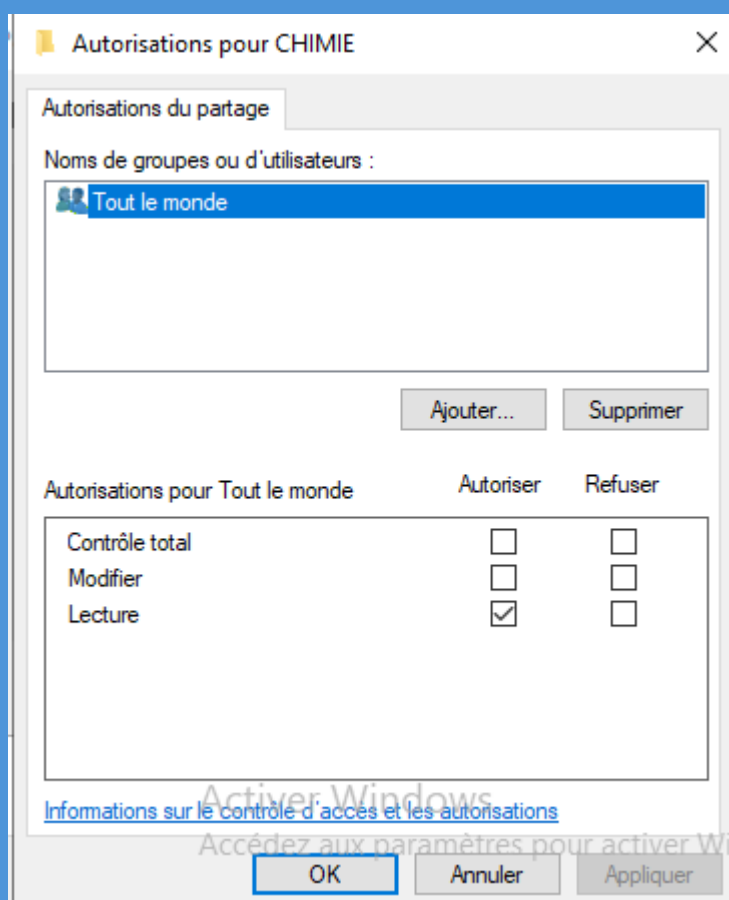 Autorisations pour CHIMIE
Autorisations du partage
Noms de groupes ou d'utilisateurs :
Tout le monde
Ajouter... Supprimer
Autorisations pour Tout le monde Autoriser Refuser
Contrôle total
Modifier
Lecture
Activer Windows
Informations sur le contrôle d'accès et les autorisations
Accédez aux paramètres pour activer Wi
OK Annuler Appliquer